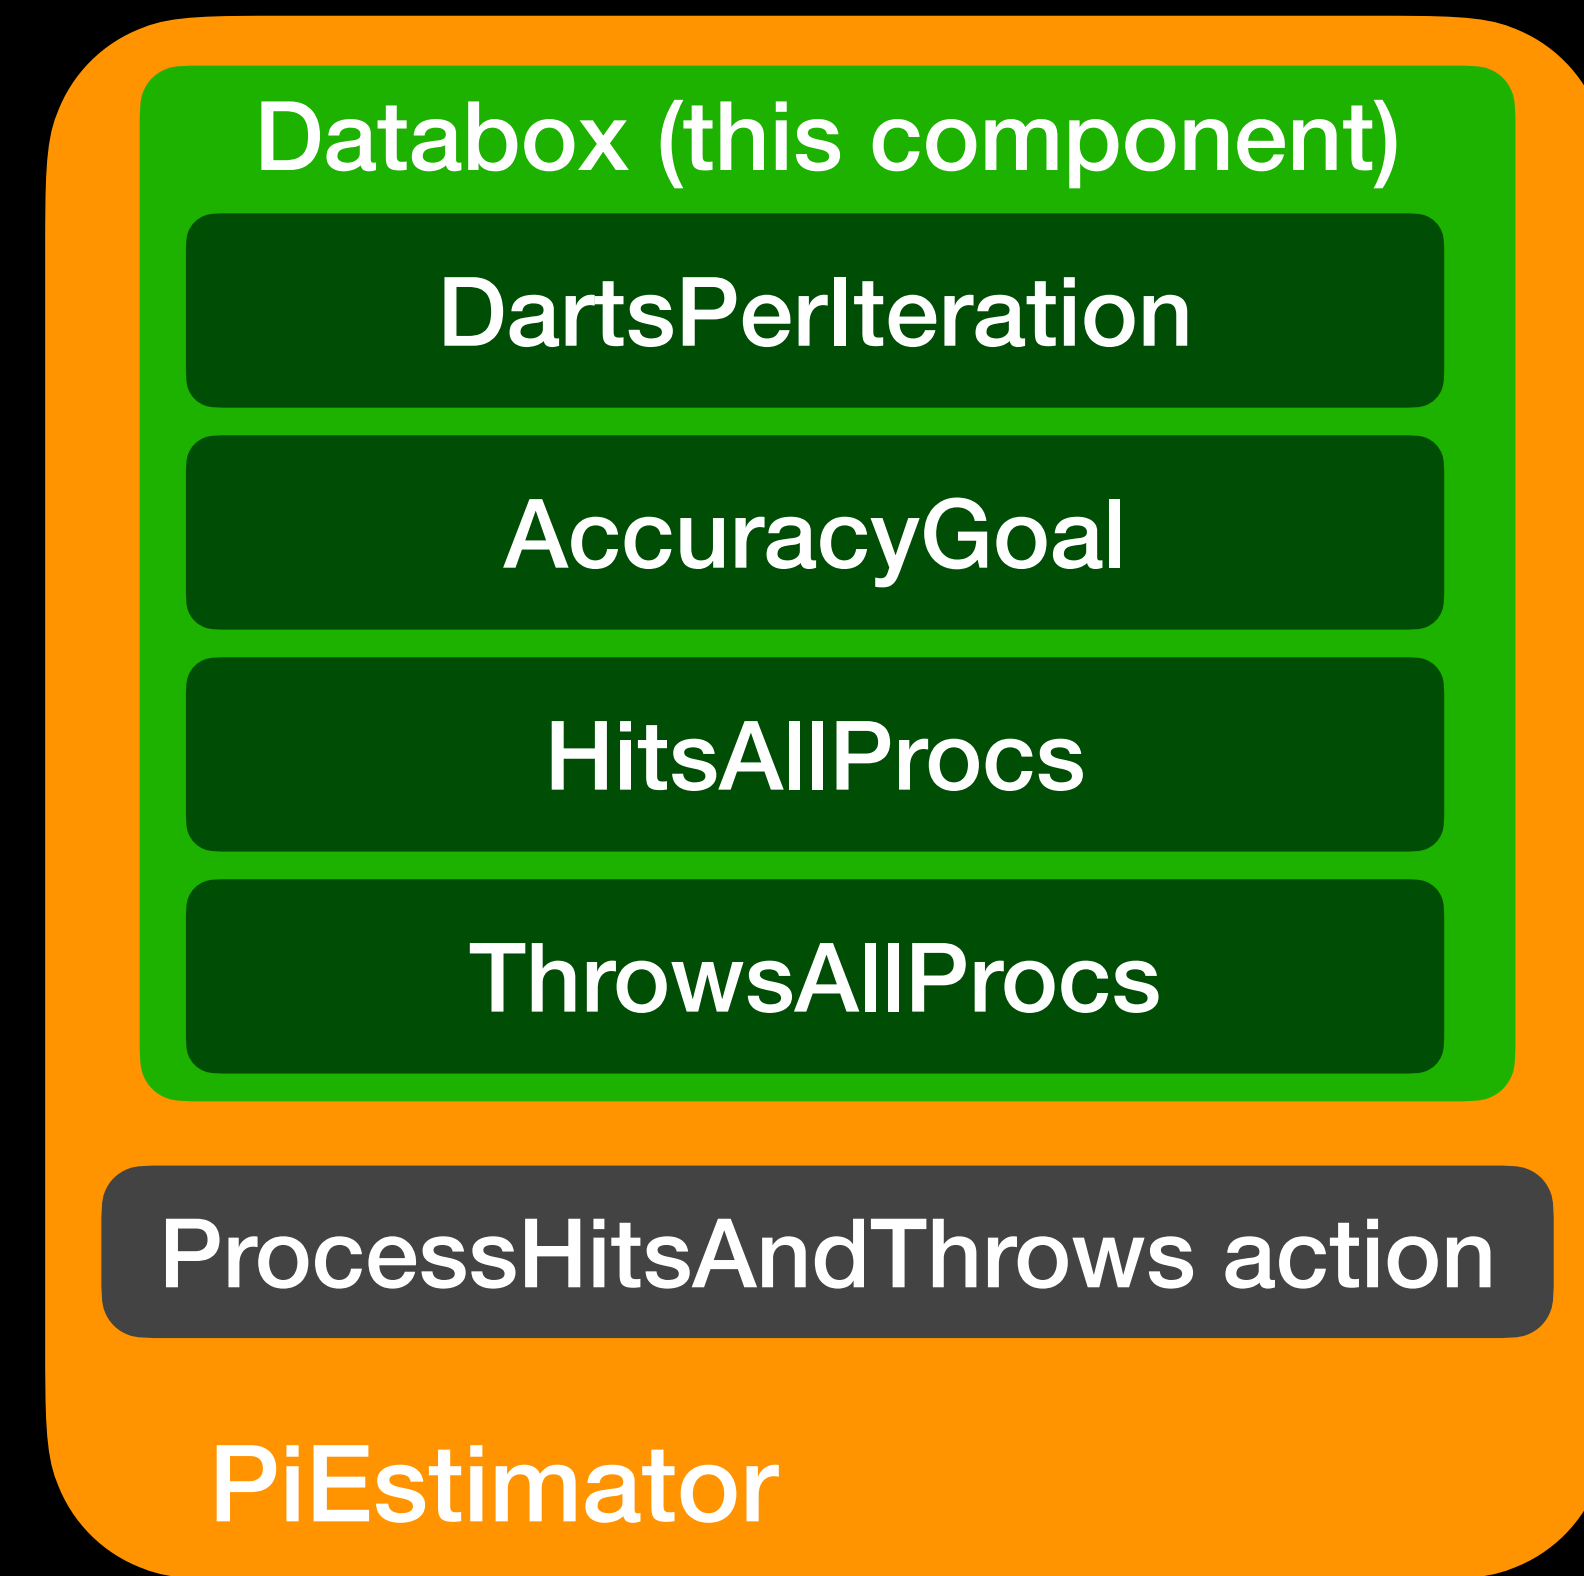 Databox (this component)
DartsPerIteration
AccuracyGoal
HitsAllProcs
ThrowsAllProcs
ProcessHitsAndThrows action
PiEstimator